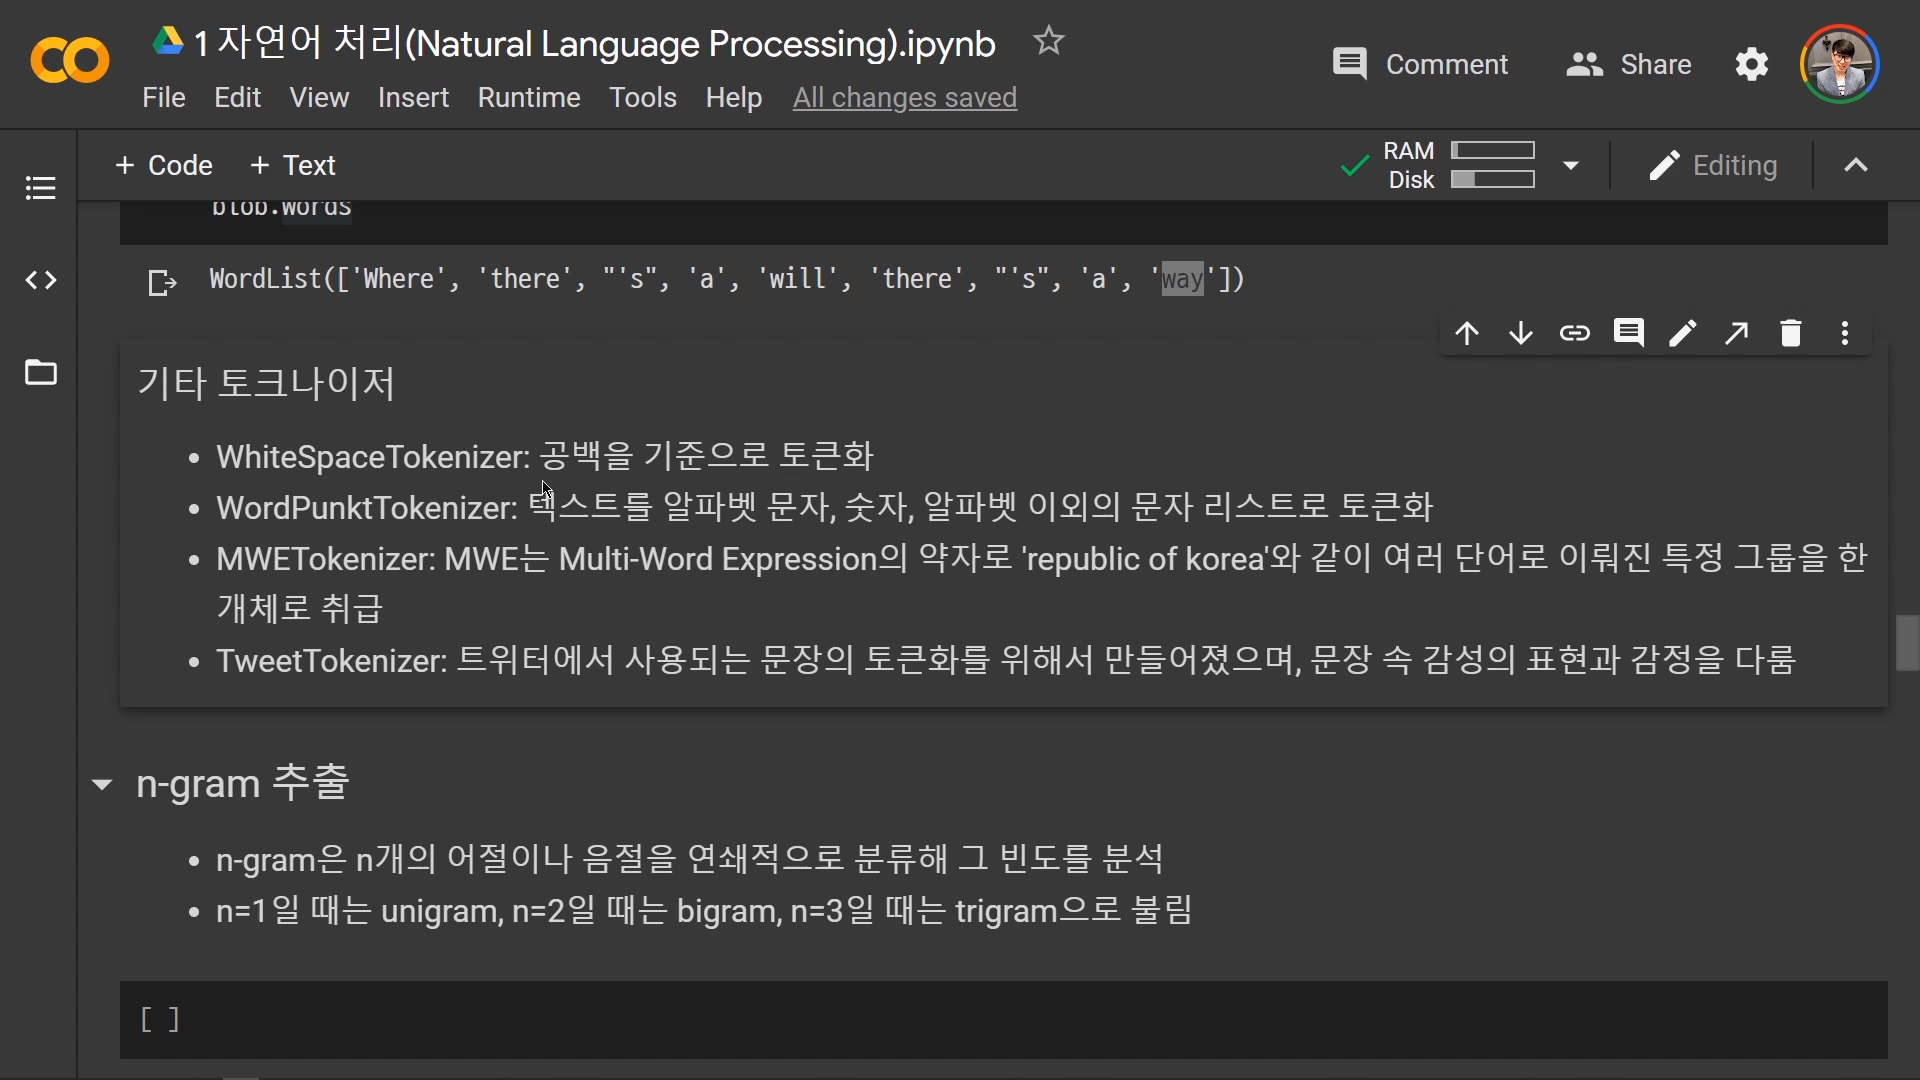 1 자연어 처리(Natural Language Processing).ipynb
Comment
Share
File Edit View Insert Runtime Tools Help All changes saved
+ Code + Text
RAM
Disk
Editing
blob.words
WordList(['Where', 'there', "'s", 'a', 'will', 'there', "'s", 'a', 'way'])
기타 토크나이저
• WhiteSpaceTokenizer: 공백을 기준으로 토큰화
• WordPunktTokenizer: 텍스트를 알파벳 문자, 숫자, 알파벳 이외의 문자 리스트로 토큰화
• MWETokenizer: MWE는 Multi-Word Expression의 약자로 'republic of korea'와 같이 여러 단어로 이뤄진 특정 그룹을 한
개체로 취급
• TweetTokenizer: 트위터에서 사용되는 문장의 토큰화를 위해서 만들어졌으며, 문장 속 감성의 표현과 감정을 다룸
n-gram 추출
• n-gram은 n개의 어절이나 음절을 연쇄적으로 분류해 그 빈도를 분석
• n=1일 때는 unigram, n=2일 때는 bigram, n=3일 때는 trigram으로 불림
[ ]